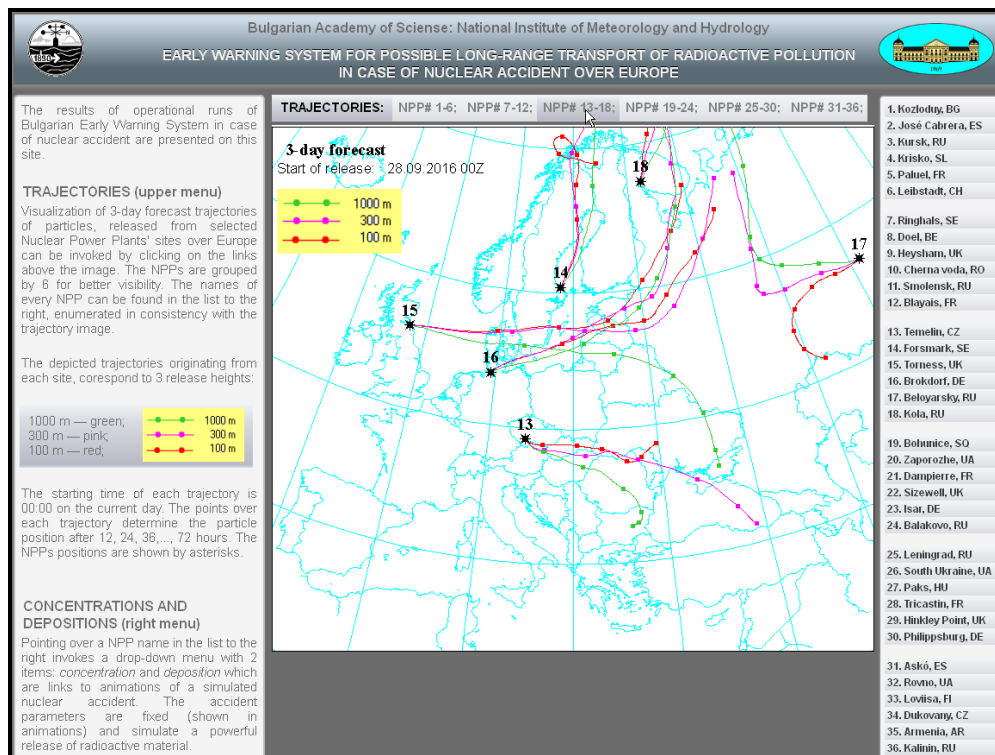 Bulgarian Academy of Sciense: National Institute of Meteorology and Hydrology
EARLY WARNING SYSTEM FOR POSSIBLE LONG-RANGE TRANSPORT OF RADIOACTIVE POLLUTION
IN CASE OF NUCLEAR ACCIDENT OVER EUROPE
1890
1869
The results of operational runs of
Bulgarian Early Warning System in case
of nuclear accident are presented on this
site.
TRAJECTORIES (upper menu)
Visualization of 3-day forecast trajectories
of particles, released from selected
Nuclear Power Plants' sites over Europe
can be invoked by clicking on the links
above the image. The NPPs are grouped
by 6 for better visibility. The names of
every NPP can be found in the list to the
right, enumerated in consistency with the
trajectory image.
The depicted trajectories originating from
each site, corespond to 3 release heights:
1000 m — green;
300 m — pink;
100 m — red;
1000 m
300 m
100 m
The starting time of each trajectory is
00:00 on the current day. The points over
each trajectory determine the particle
position after 12, 24, 36,..., 72 hours. The
NPPs positions are shown by asterisks.
CONCENTRATIONS AND
DEPOSITIONS (right menu)
Pointing over a NPP name in the list to the
right invokes a drop-down menu with 2
items: concentration and deposition which
are links to animations of a simulated
nuclear accident. The accident
parameters are fixed (shown in
animations) and simulate a powerful
release of radioactive material.
TRAJECTORIES: NPP# 1-6; NPP# 7-12; NPP# 13-18; NPP# 19-24; NPP# 25-30; NPP# 31-36;
3-day forecast
Start of release: 28.09.2016 00Z
1000 m
300 m
100 m
18
17
14
15
16
13
1. Kozloduy, BG
2. José Cabrera, ES
3. Kursk, RU
4. Krisko, SL
5. Paluel, FR
6. Leibstadt, CH
7. Ringhals, SE
8. Doel, BE
9. Heysham, UK
10. Cherna voda, RO
11. Smolensk, RU
12. Blayais, FR
13. Temelin, CZ
14. Forsmark, SE
15. Torness, UK
16. Brokdorf, DE
17. Beloyarsky, RU
18. Kola, RU
19. Bohunice, SQ
20. Zaporozhe, UA
21. Dampierre, FR
22. Sizewell, UK
23. Isar, DE
24. Balakovo, RU
25. Leningrad, RU
26. South Ukraine, UA
27. Paks, HU
28. Tricastin, FR
29. Hinkley Point, UK
30. Philippsburg, DE
31. Askó, ES
32. Rovno, UA
33. Loviisa, FI
34. Dukovany, CZ
35. Armenia, AR
36. Kalinin, RU